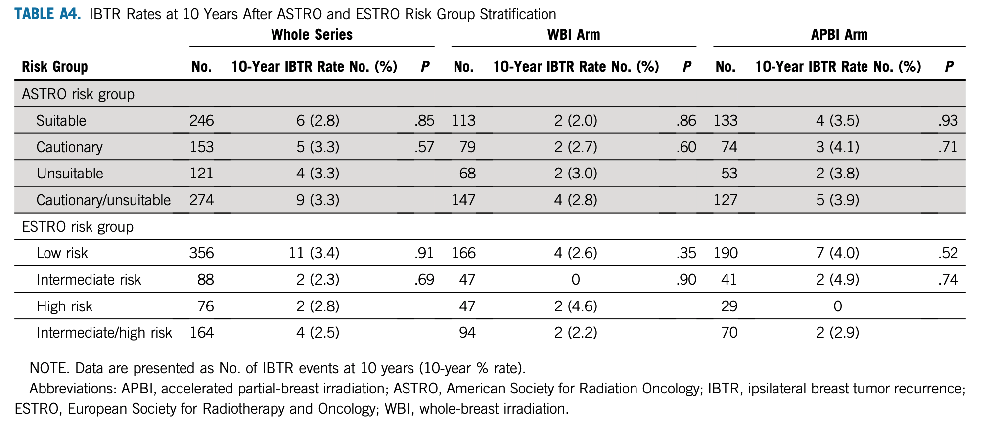 TABLE A4. IBTR Rates at 10 Years After ASTRO and ESTRO Risk Group Stratification
Whole Series WBI Arm APBI Arm
Risk Group No. 10-Year IBTR Rate No. (%) P No. 10-Year IBTR Rate No. (%) P No. 10-Year IBTR Rate No. (%) P
ASTRO risk group
Suitable 246 6 (2.8) .85 113 2 (2.0) .86 133 4 (3.5) .93
Cautionary 153 5 (3.3) .57 79 2 (2.7) .60 74 3 (4.1) .71
Unsuitable 121 4 (3.3) 68 2 (3.0) 53 2 (3.8)
Cautionary/unsuitable 274 9 (3.3) 147 4 (2.8) 127 5 (3.9)
ESTRO risk group
Low risk 356 11 (3.4) .91 166 4 (2.6) .35 190 7 (4.0) .52
Intermediate risk 88 2 (2.3) .69 47 0 .90 41 2 (4.9) .74
High risk 76 2 (2.8) 47 2 (4.6) 29 0
Intermediate/high risk 164 4 (2.5) 94 2 (2.2) 70 2 (2.9)
NOTE. Data are presented as No. of IBTR events at 10 years (10-year % rate).
Abbreviations: APBI, accelerated partial-breast irradiation; ASTRO, American Society for Radiation Oncology; IBTR, ipsilateral breast tumor recurrence;
ESTRO, European Society for Radiotherapy and Oncology; WBI, whole-breast irradiation.